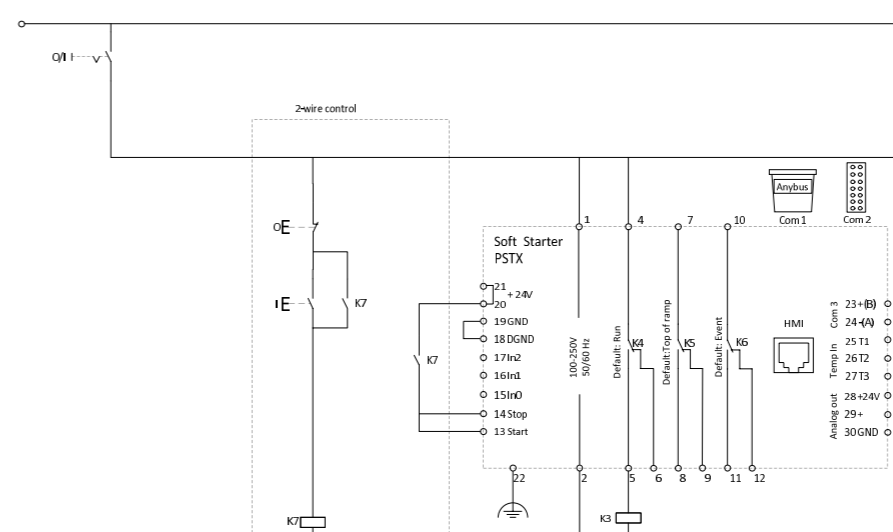 O/I
2-wire control
Anybus
Com 1
Com 2
1
4
7
10
O
Soft Starter
PSTX
21
+ 24V
20
19 GND
18 DGND
17 In2
16 In1
15 In0
14 Stop
13 Start
I
K7
K7
100-250V
50/60 Hz
Default: Run
K4
Default:Top of ramp
K5
Default: Event
K6
HMI
Com 3
23+(B)
24-(A)
Temp In
25 T1
26 T2
27 T3
Analog out
28+24V
29+
30 GND
22
2
5
6
8
9
11
12
K7
K3